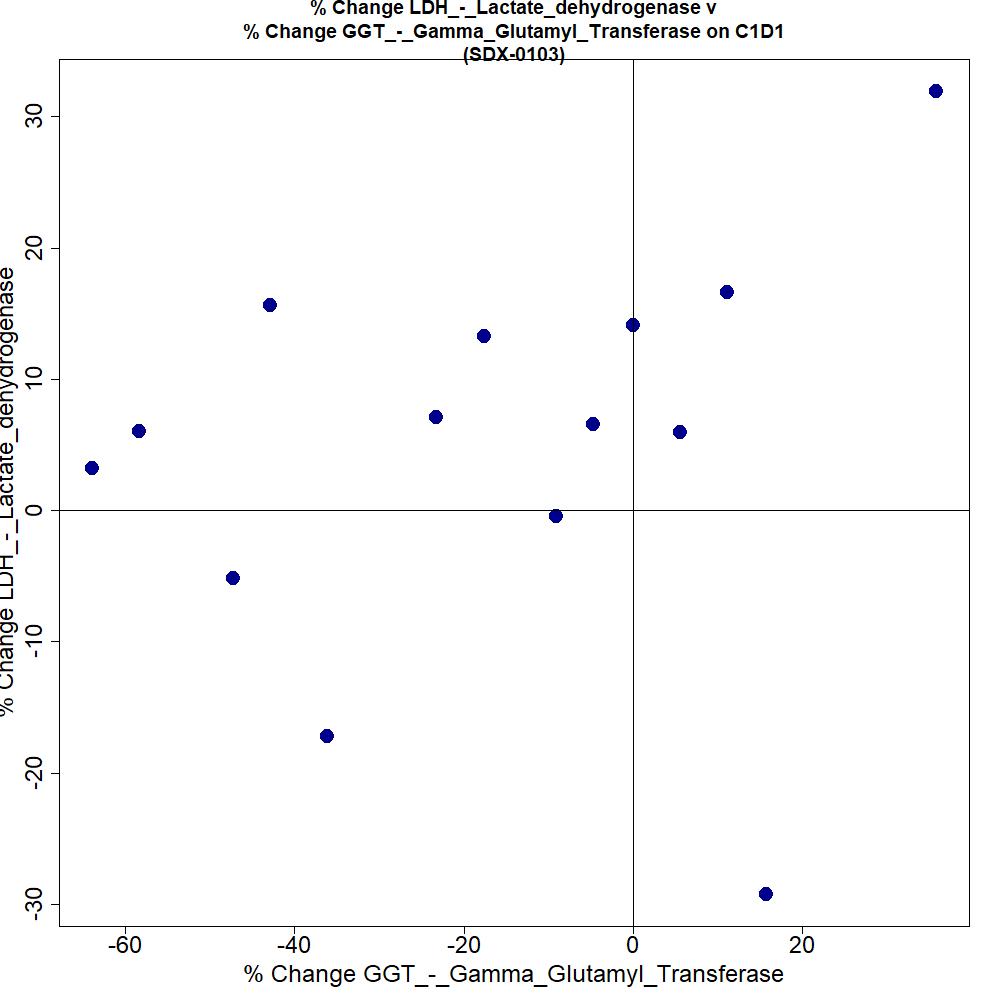 % Change LDH_-_Lactate_dehydrogenase v
% Change GGT_-_Gamma_Glutamyl_Transferase on C1D1
(SDX-0103)
% Change LDH_-_Lactate_dehydrogenase
30
20
10
0
-10
-20
-30
-60 -40 -20 0 20
% Change GGT_-_Gamma_Glutamyl_Transferase